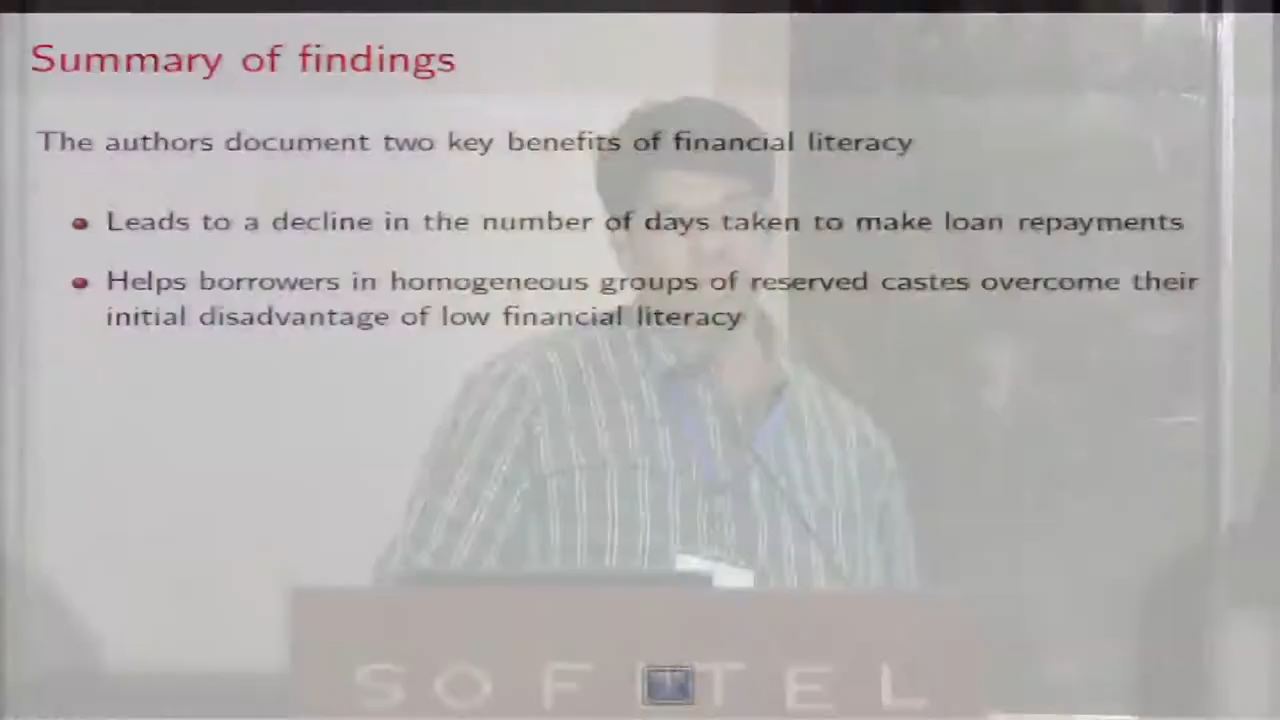 Summary of findings
The authors document two key benefits of financial literacy
Leads to a decline in the number of days taken to make loan repayments
Helps borrowers in homogeneous groups of reserved castes overcome their
initial disadvantage of low financial literacy
SOFITEL